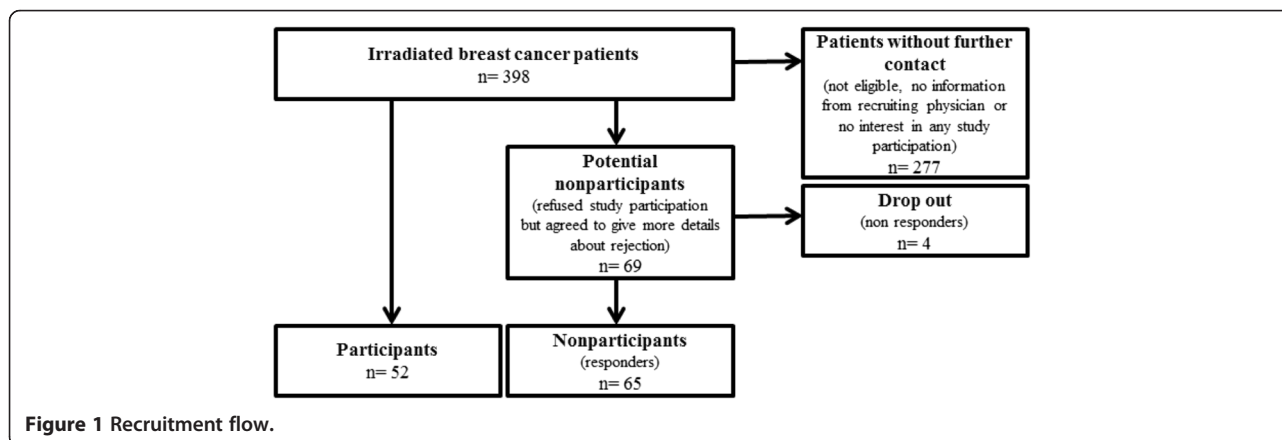 Irradiated breast cancer patients
n= 398
Patients without further
contact
(not eligible, no information
from recruiting physician or
no interest in any study
participation)
n= 277
Potential
nonparticipants
(refused study participation
but agreed to give more details
about rejection)
n= 69
Drop out
(non responders)
n= 4
Participants
n= 52
Nonparticipants
(responders)
n= 65
Figure 1 Recruitment flow.